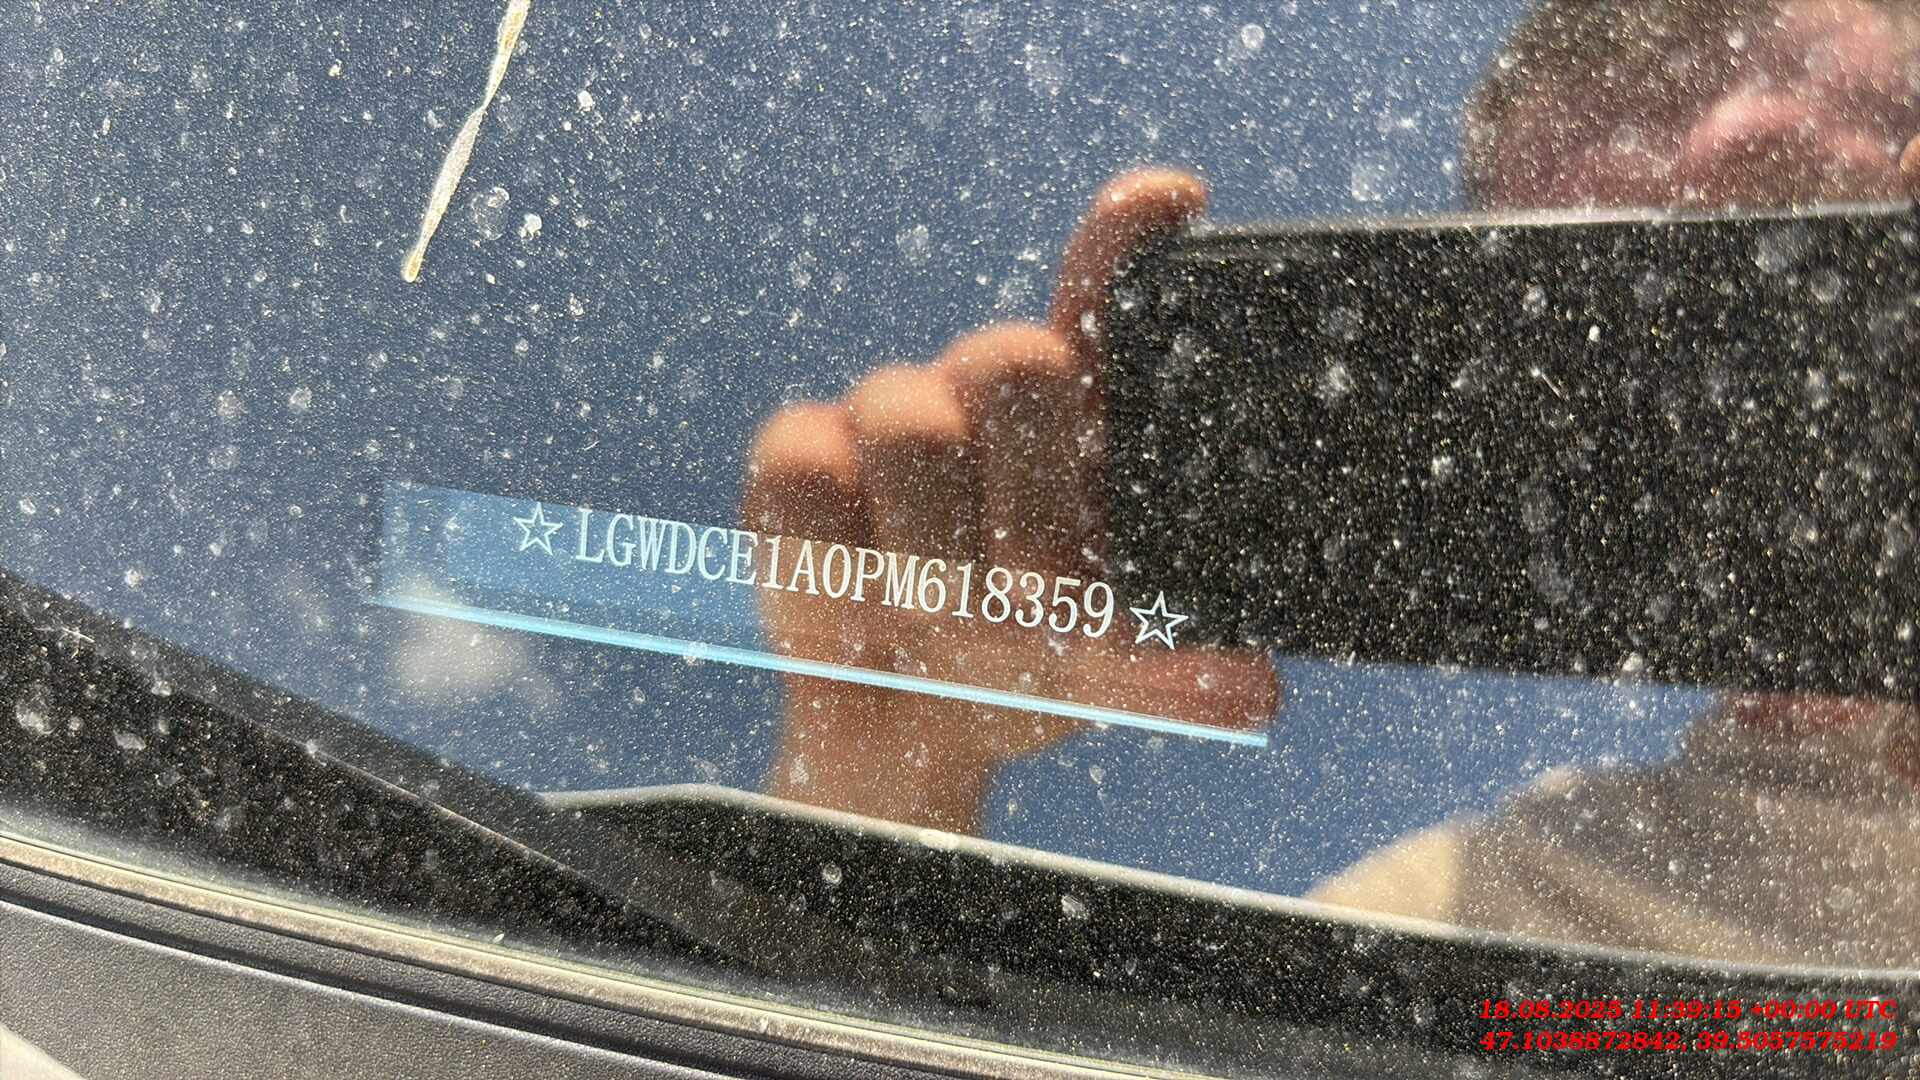 ☆LGWDCE1A0PM618359☆
18.08.2025 11:39:15 +00:00 UTC
47.1038872842, 39.5057575219